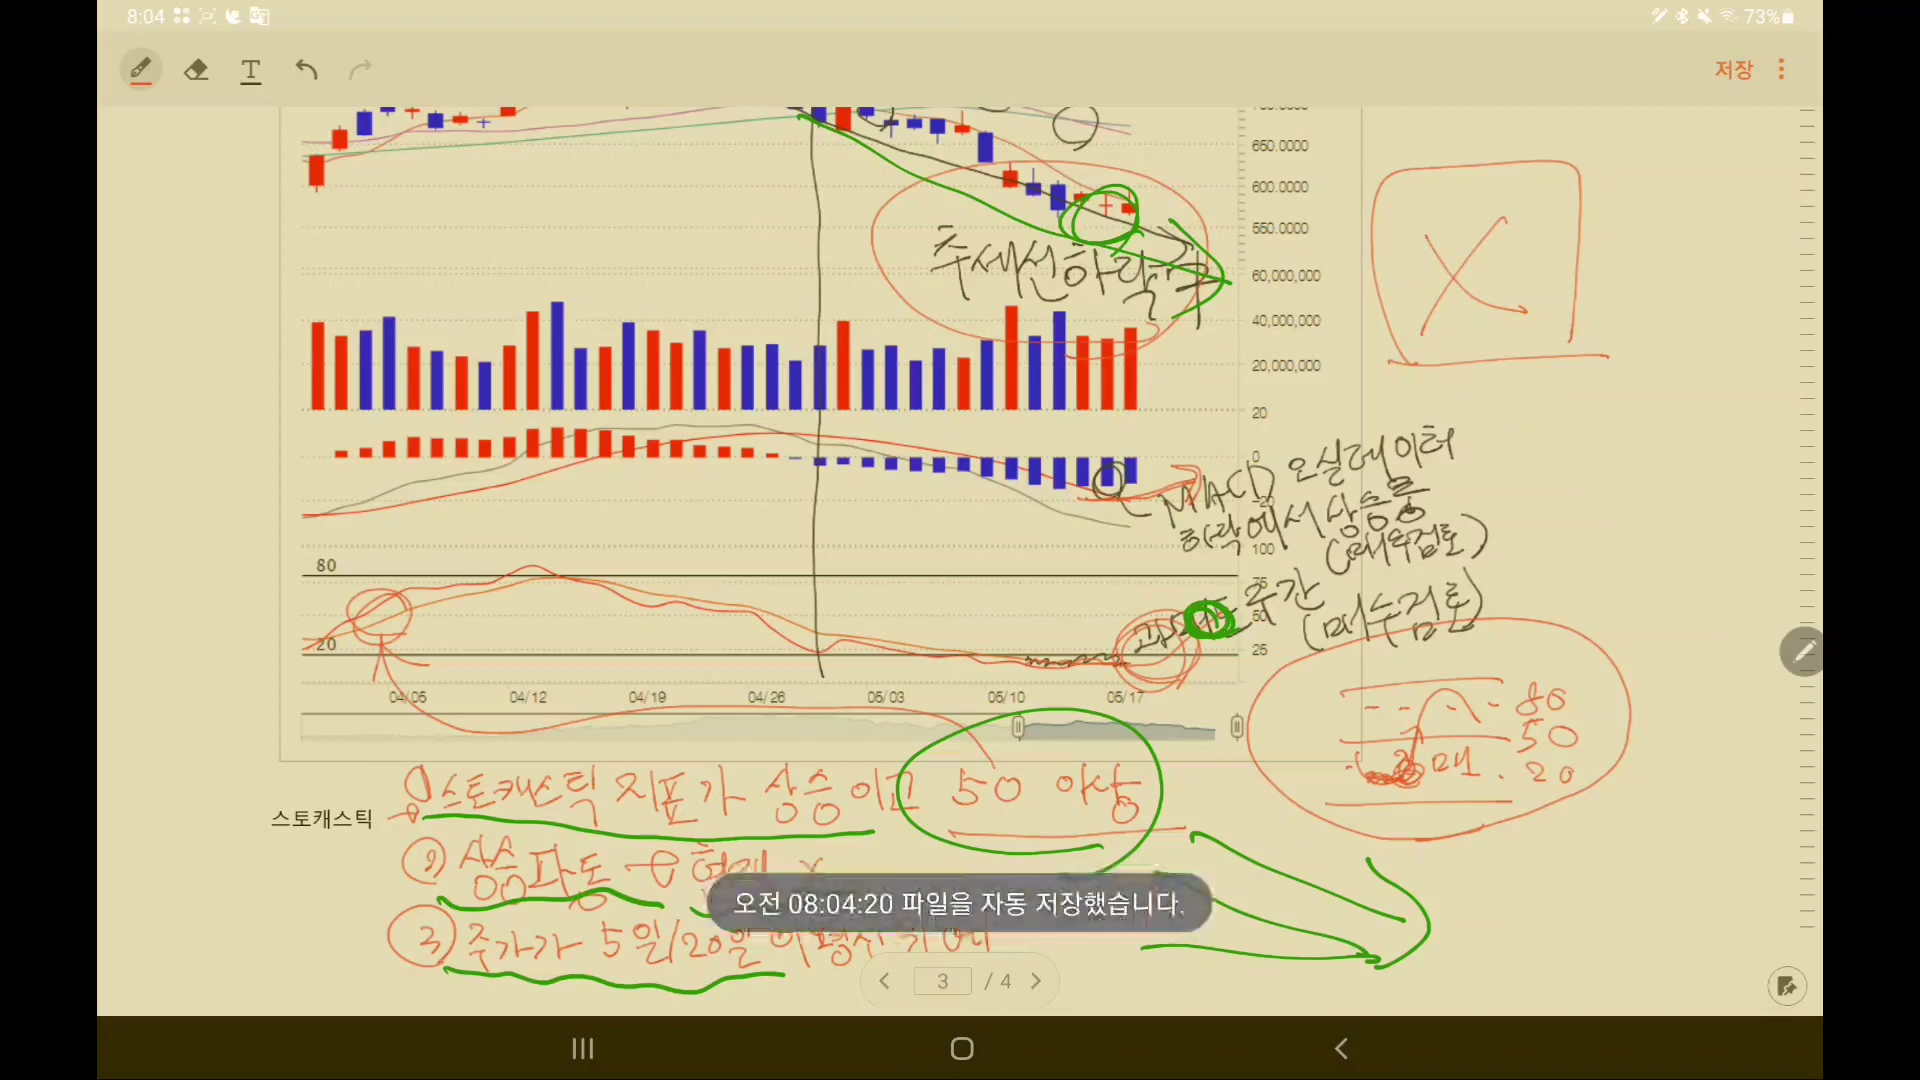 8:04
73%
저장
650.0000
600.0000
550.0000
60,000,000
추세선하락중
40,000,000
20,000,000
20
0
MACD 오실레이터
-20
하락에서 상승중
100
(매수검토)
80
75
구간
50
(매수검토)
20
25
04/05 04/12 04/19 04/26 05/03 05/10 05/17
80
50
매 20
스토캐스틱
① 스토캐스틱 지표가 상승이고 50 이상
② 상승파동
오전 08:04:20 파일을 자동 저장했습니다.
③ 주가가 5일/20일
3 / 4